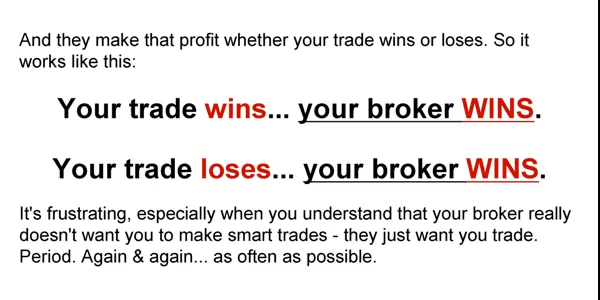 And they make that profit whether your trade wins or loses. So it
works like this:
Your trade wins... your broker WINS.
Your trade loses... your broker WINS.
It's frustrating, especially when you understand that your broker really
doesn't want you to make smart trades - they just want you trade.
Period. Again & again... as often as possible.